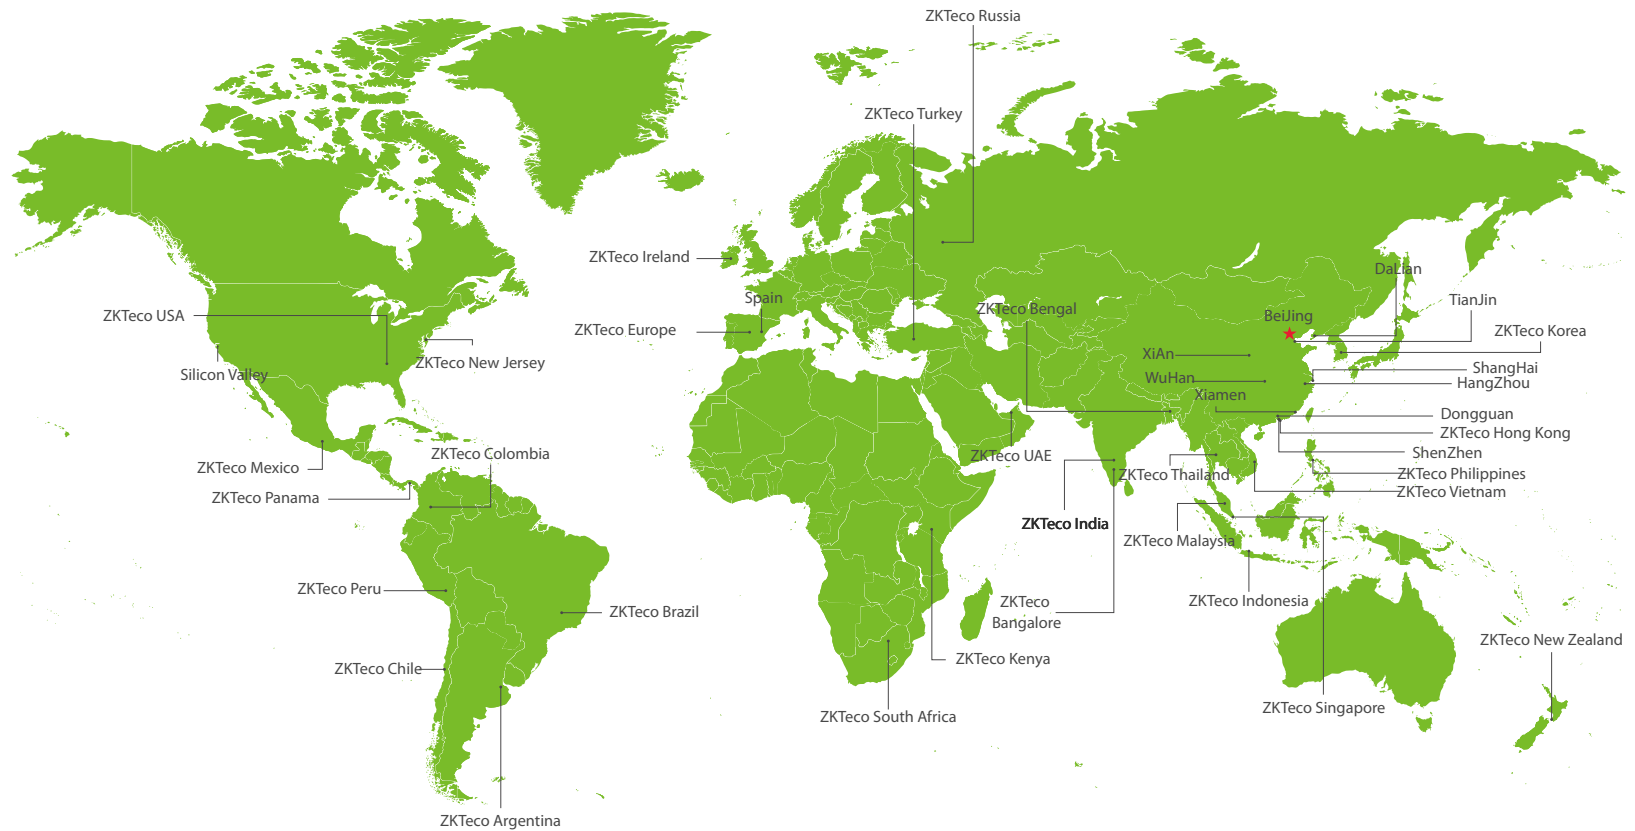 ZKTeco Russia
ZKTeco Turkey
ZKTeco Ireland
DaLian
Spain
TianJin
ZKTeco USA
ZKTeco Bengal
BeiJing
ZKTeco Europe
ZKTeco Korea
XiAn
ZKTeco New Jersey
ShangHai
Silicon Valley
WuHan
HangZhou
Xiamen
Dongguan
ZKTeco Hong Kong
ZKTeco Colombia
ZKTeco UAE
ShenZhen
ZKTeco Mexico
ZKTeco Thailand
ZKTeco Philippines
ZKTeco Panama
ZKTeco Vietnam
ZKTeco India
ZKTeco Malaysia
ZKTeco Peru
ZKTeco
Bangalore
ZKTeco Indonesia
ZKTeco Brazil
ZKTeco New Zealand
ZKTeco Chile
ZKTeco Kenya
ZKTeco Singapore
ZKTeco South Africa
ZKTeco Argentina